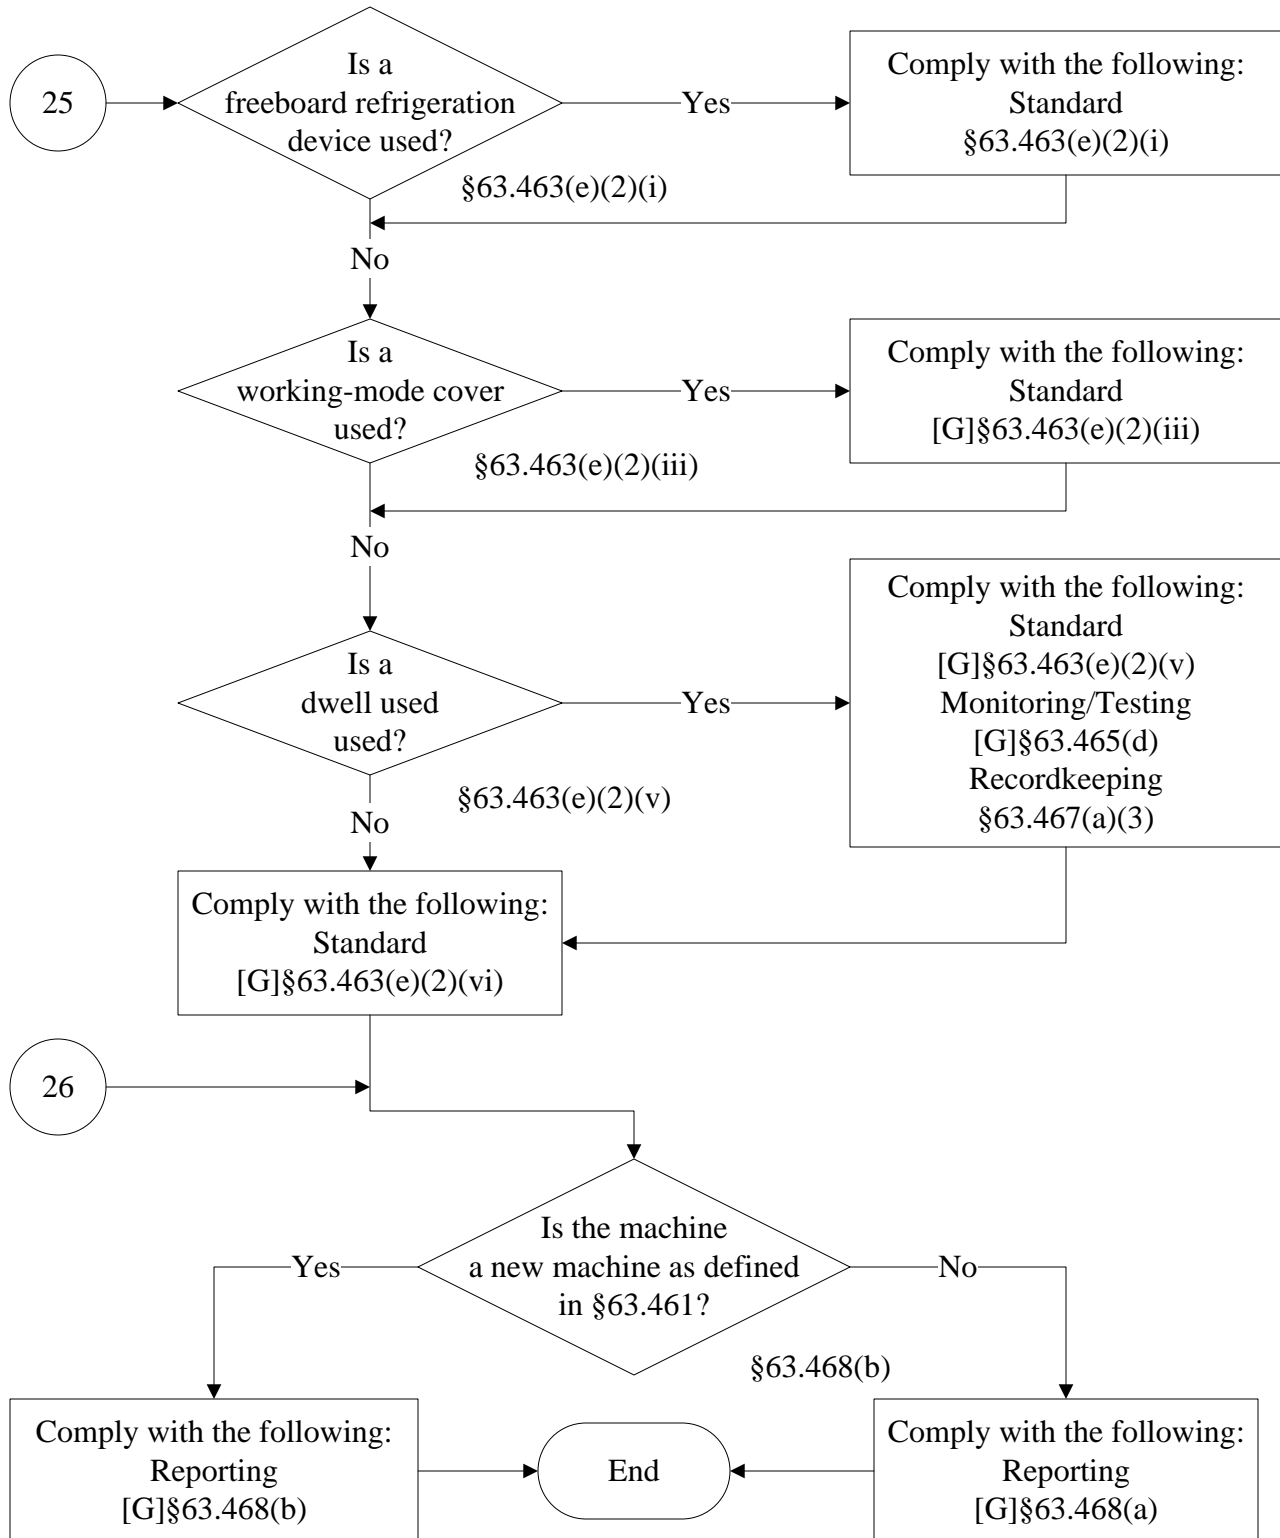 25
Is a
freeboard refrigeration
device used?
Yes
Comply with the following:
Standard
§63.463(e)(2)(i)
§63.463(e)(2)(i)
No
Is a
working-mode cover
used?
Yes
Comply with the following:
Standard
[G]§63.463(e)(2)(iii)
§63.463(e)(2)(iii)
No
Is a
dwell used
used?
Yes
Comply with the following:
Standard
[G]§63.463(e)(2)(v)
Monitoring/Testing
[G]§63.465(d)
Recordkeeping
§63.467(a)(3)
§63.463(e)(2)(v)
No
Comply with the following:
Standard
[G]§63.463(e)(2)(vi)
26
Is the machine
a new machine as defined
in §63.461?
Yes
No
§63.468(b)
Comply with the following:
Reporting
[G]§63.468(b)
End
Comply with the following:
Reporting
[G]§63.468(a)